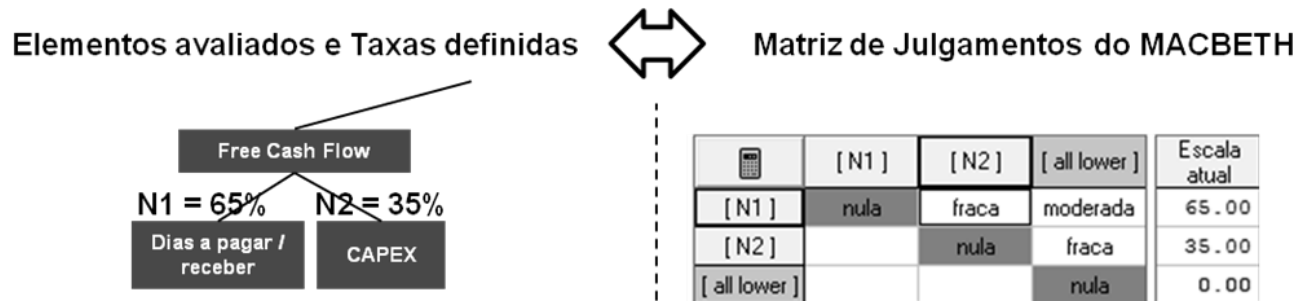 Elementos avaliados e Taxas definidas
Matriz de Julgamentos do MACBETH
Free Cash Flow
N1 = 65% N2 = 35%
Dias a pagar /
receber
CAPEX
[ N1 ] [ N2 ] [ all lower ] Escala
atual
[ N1 ] nula fraca moderada 65.00
[ N2 ] nula fraca 35.00
[ all lower ] nula 0.00